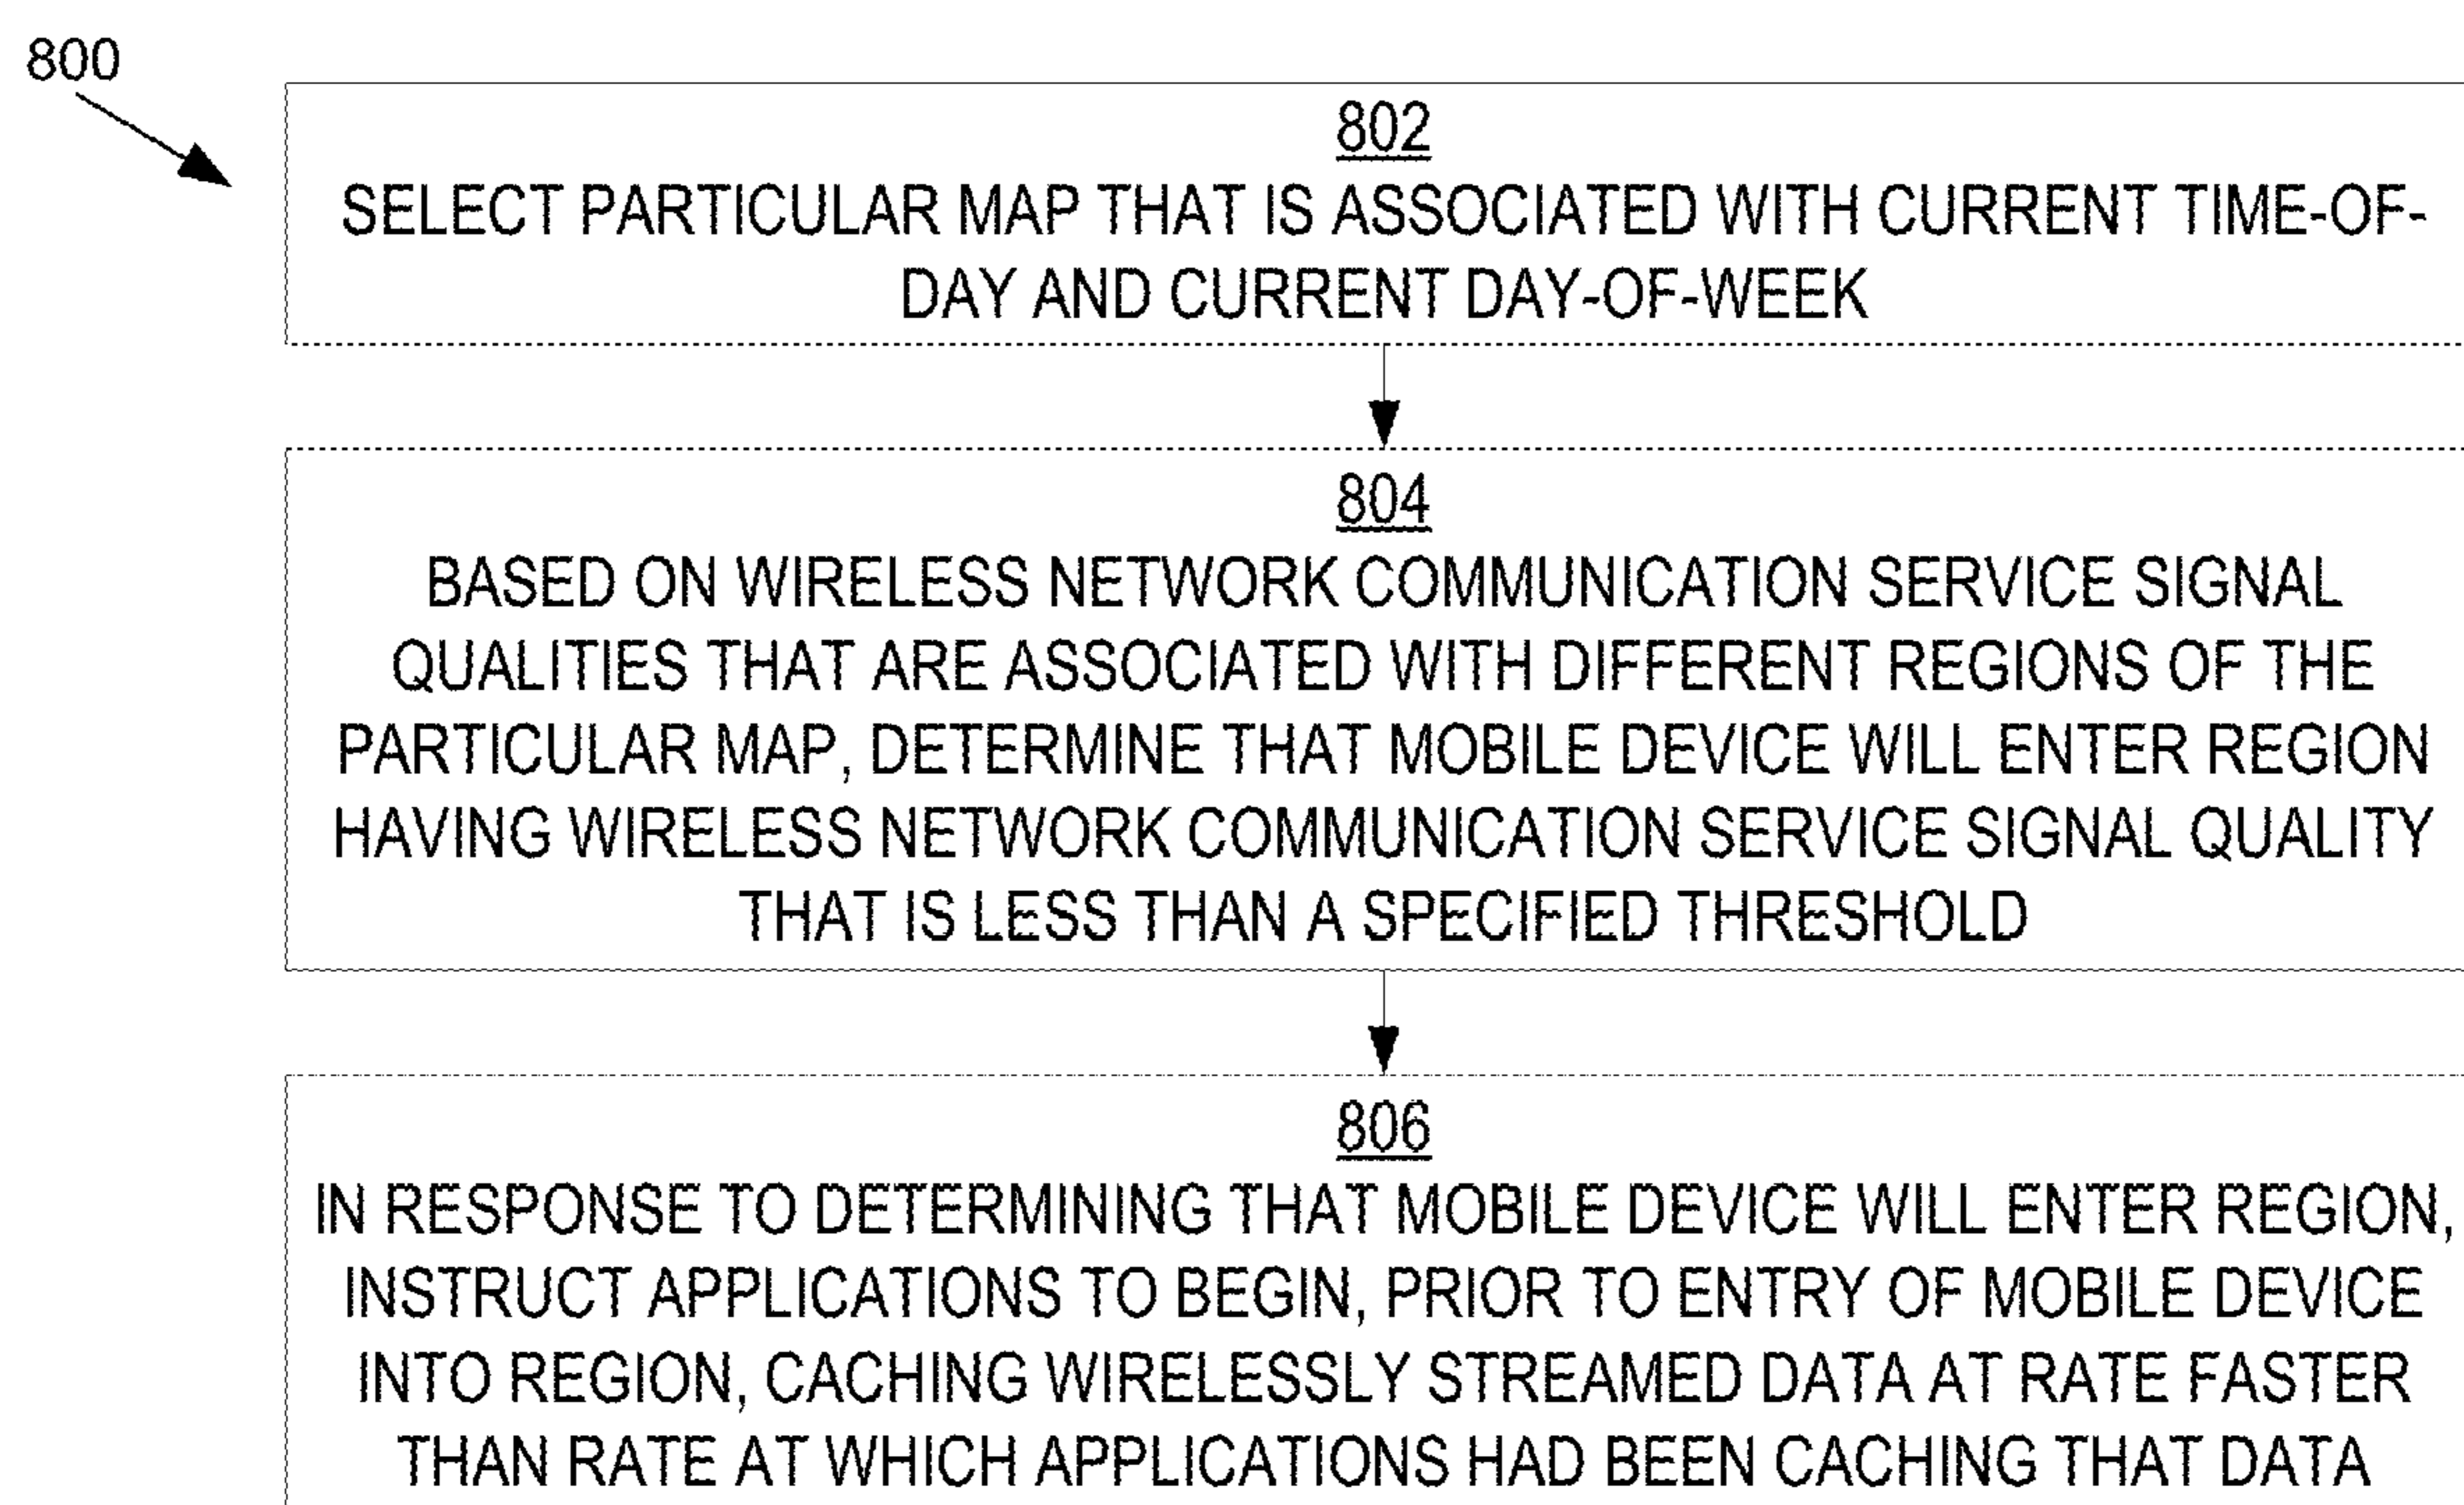 800
802
SELECT PARTICULAR MAP THAT IS ASSOCIATED WITH CURRENT TIME-OF-
DAY AND CURRENT DAY-OF-WEEK
804
BASED ON WIRELESS NETWORK COMMUNICATION SERVICE SIGNAL
QUALITIES THAT ARE ASSOCIATED WITH DIFFERENT REGIONS OF THE
PARTICULAR MAP, DETERMINE THAT MOBILE DEVICE WILL ENTER REGION
HAVING WIRELESS NETWORK COMMUNICATION SERVICE SIGNAL QUALITY
THAT IS LESS THAN A SPECIFIED THRESHOLD
806
IN RESPONSE TO DETERMINING THAT MOBILE DEVICE WILL ENTER REGION,
INSTRUCT APPLICATIONS TO BEGIN, PRIOR TO ENTRY OF MOBILE DEVICE
INTO REGION, CACHING WIRELESSLY STREAMED DATA AT RATE FASTER
THAN RATE AT WHICH APPLICATIONS HAD BEEN CACHING THAT DATA